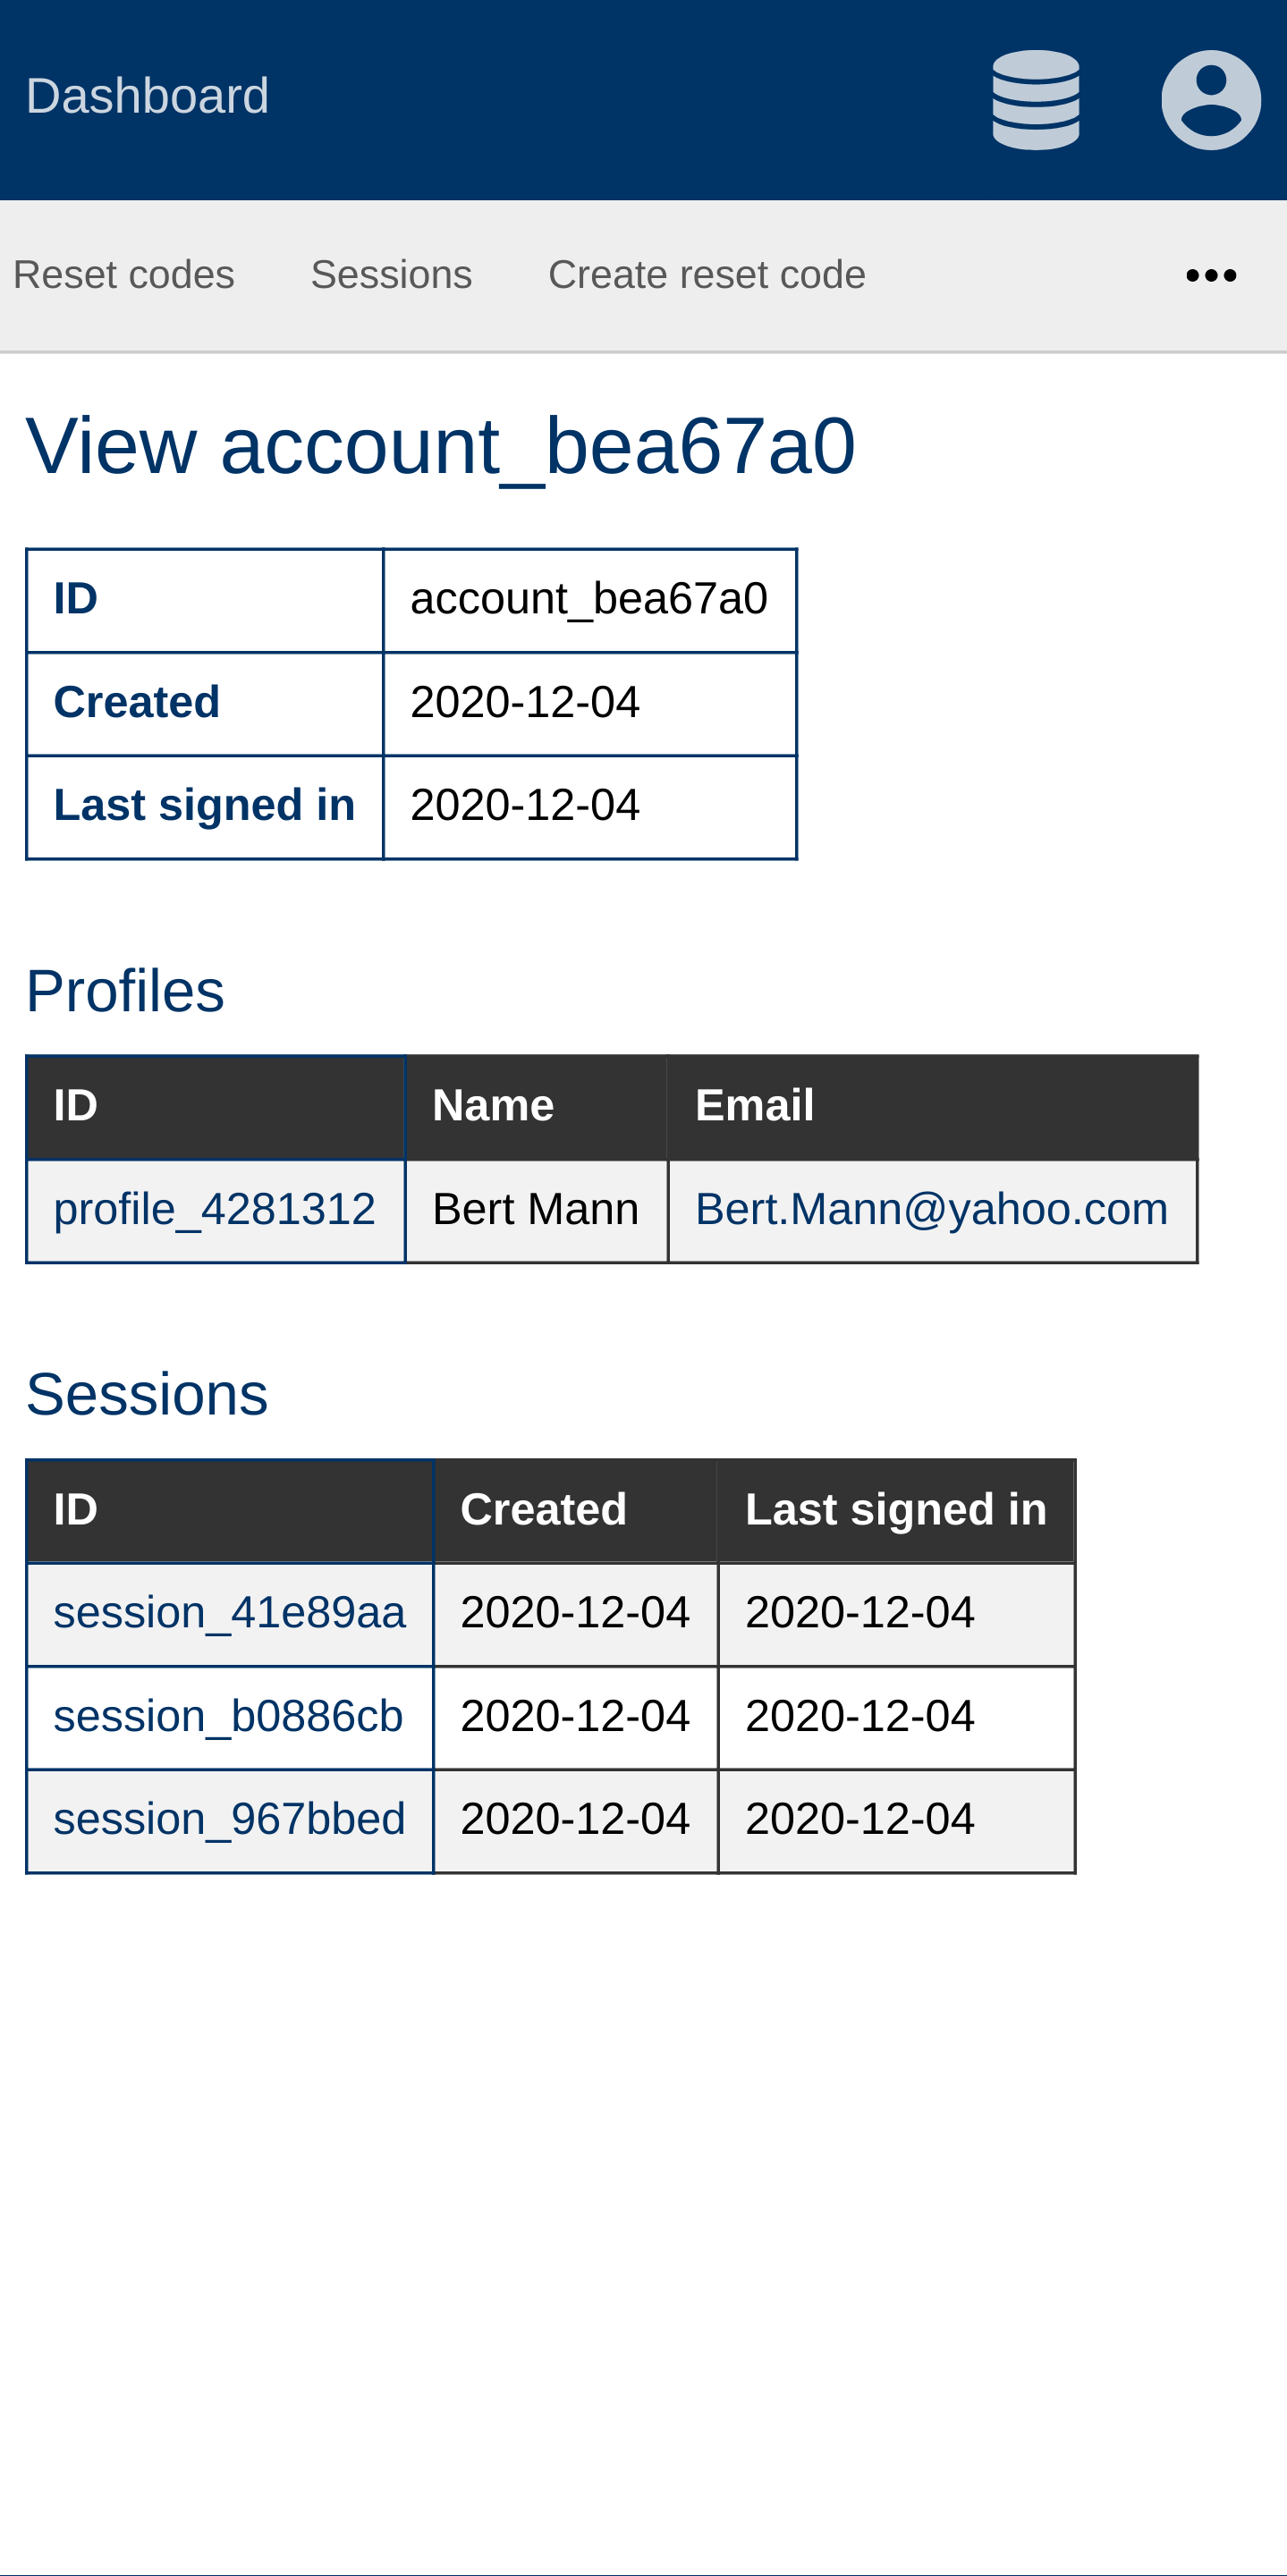 Dashboard
Reset codes Sessions Create reset code •••
View account_bea67a0
ID account_bea67a0
Created 2020-12-04
Last signed in 2020-12-04
Profiles
ID Name Email
profile_4281312 Bert Mann Bert.Mann@yahoo.com
Sessions
ID Created Last signed in
session_41e89aa 2020-12-04 2020-12-04
session_b0886cb 2020-12-04 2020-12-04
session_967bbed 2020-12-04 2020-12-04